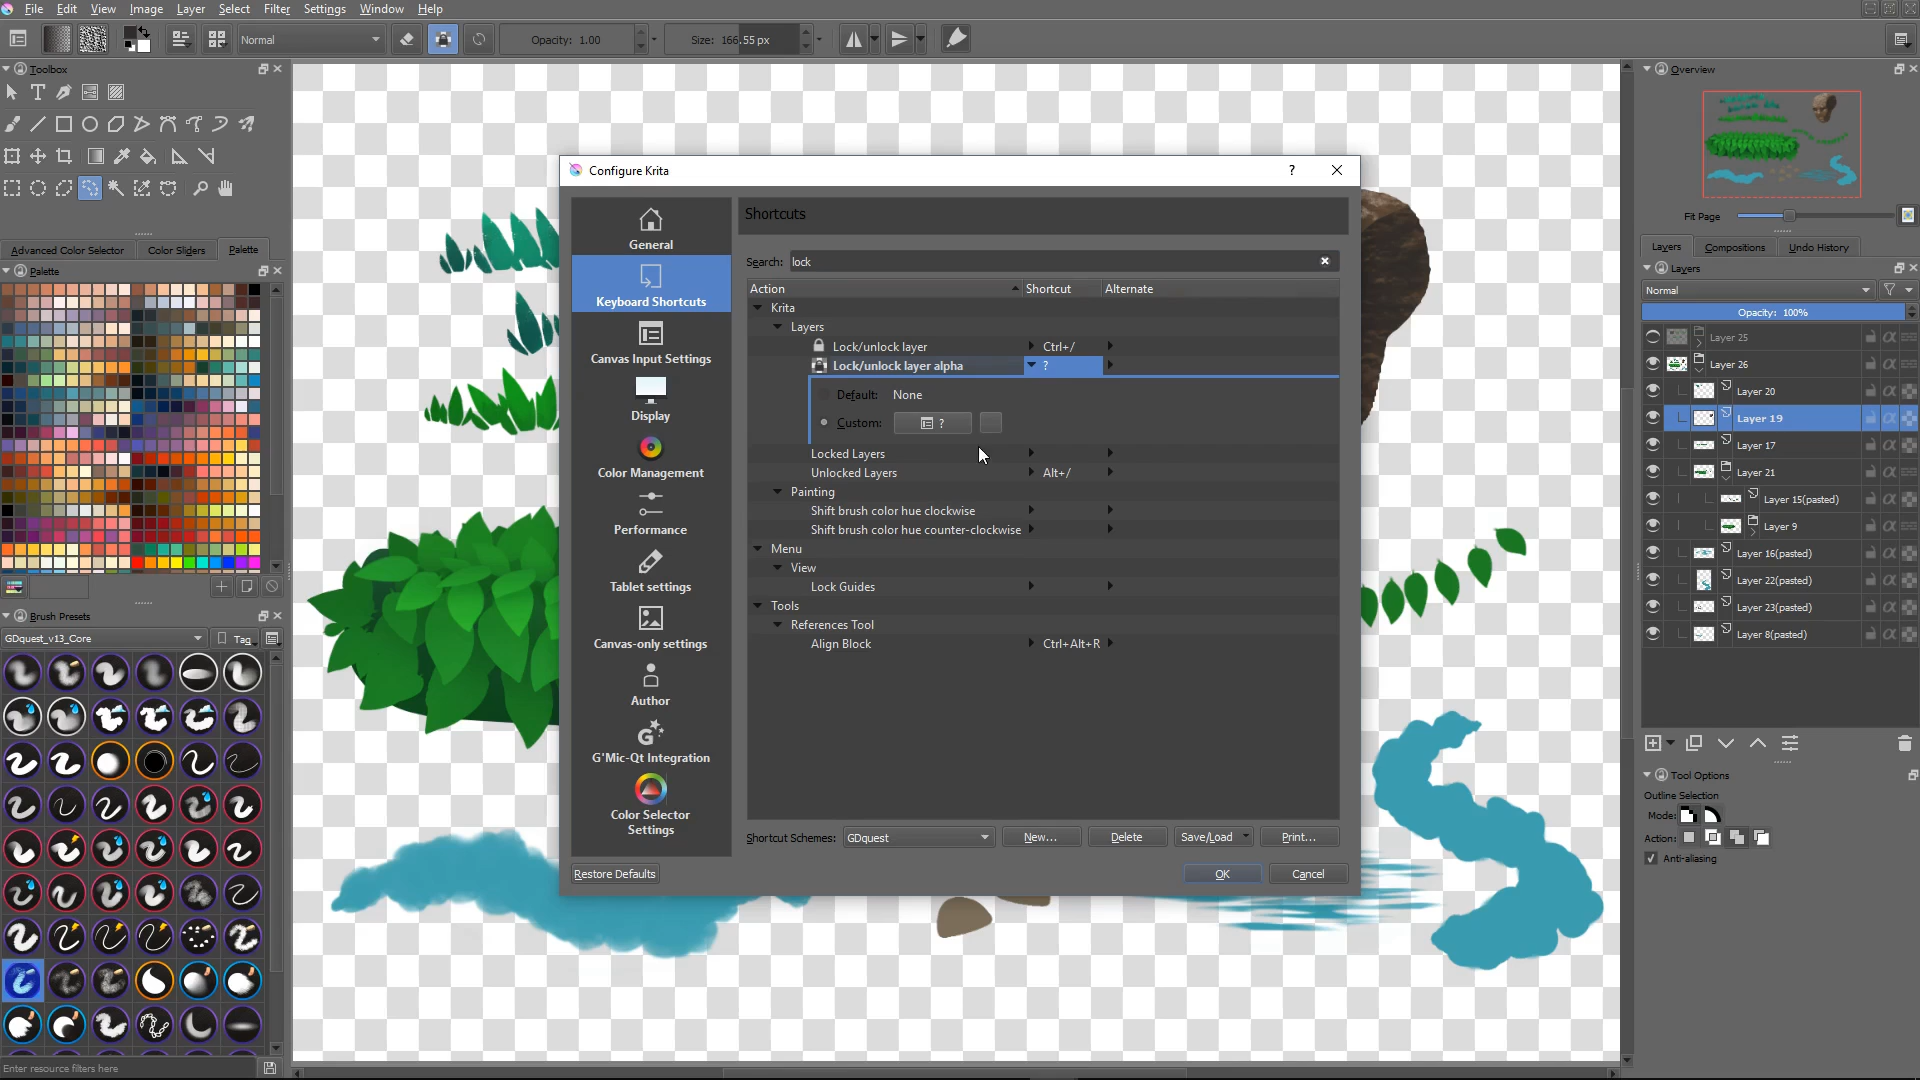 File Edit View Image Layer Select Filter Settings Window Help
Normal
Opacity: 1.00
Size: 166.55 px
Toolbox
Advanced Color Selector
Color Sliders
Palette
Palette
Brush Presets
GDquest_v13_Core
Tag
Enter resource filters here
Configure Krita
?
General
Keyboard Shortcuts
Canvas Input Settings
Display
Color Management
Performance
Tablet settings
Canvas-only settings
Author
G'Mic-Qt Integration
Color Selector
Settings
Restore Defaults
Shortcuts
Search: lock
Action Shortcut Alternate
Krita
Layers
Lock/unlock layer Ctrl+/
Lock/unlock layer alpha ?
Default: None
Custom: ?
Locked Layers
Unlocked Layers Alt+/
Painting
Shift brush color hue clockwise
Shift brush color hue counter-clockwise
Menu
View
Lock Guides
Tools
References Tool
Align Block Ctrl+Alt+R
Shortcut Schemes: GDquest New... Delete Save/Load Print...
OK Cancel
Overview
Fit Page
Layers Compositions Undo History
Layers
Normal
Opacity: 100%
Layer 25
Layer 26
Layer 20
Layer 19
Layer 17
Layer 21
Layer 15(pasted)
Layer 9
Layer 16(pasted)
Layer 22(pasted)
Layer 23(pasted)
Layer 8(pasted)
Tool Options
Outline Selection
Mode:
Action:
Anti-aliasing